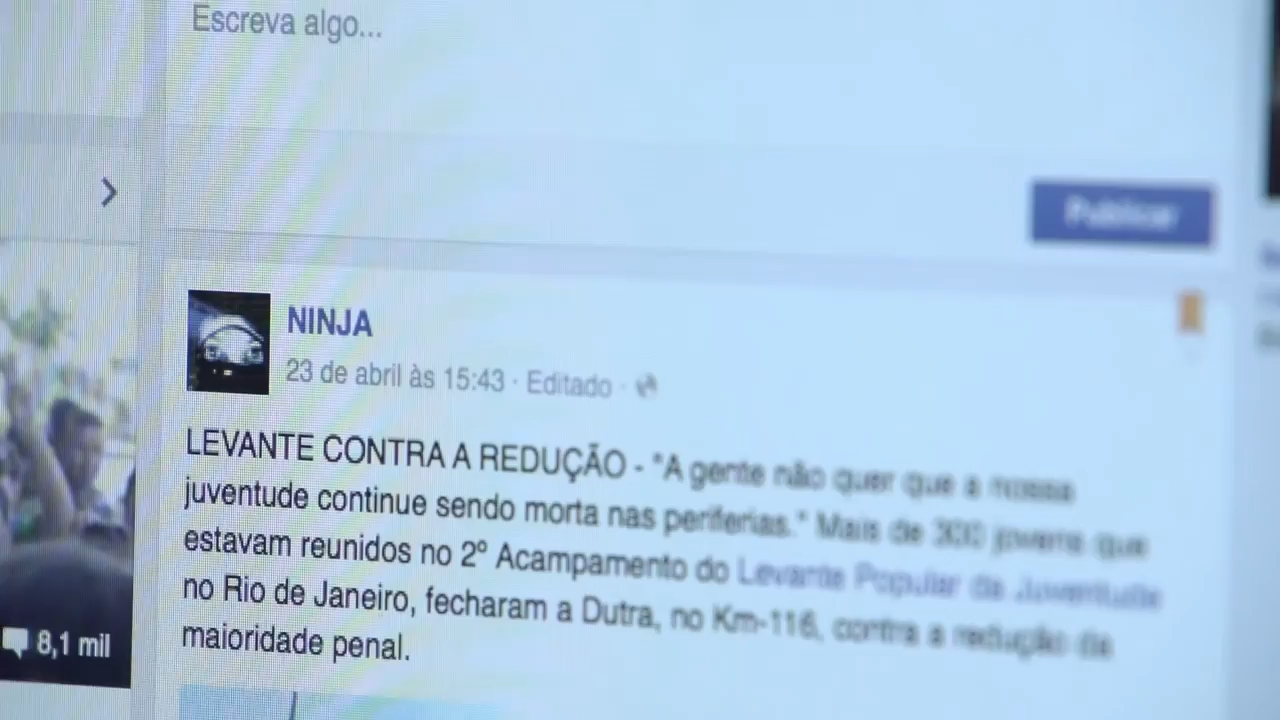 Escreva algo...
Publicar
NINJA
23 de abril às 15:43 · Editado ·
LEVANTE CONTRA A REDUÇÃO - "A gente não quer que a nossa
juventude continue sendo morta nas periferias." Mais de 300 jovens que
estavam reunidos no 2º Acampamento do Levante Popular da Juventude
no Rio de Janeiro, fecharam a Dutra, no Km-116, contra a redução da
maioridade penal.
8,1 mil